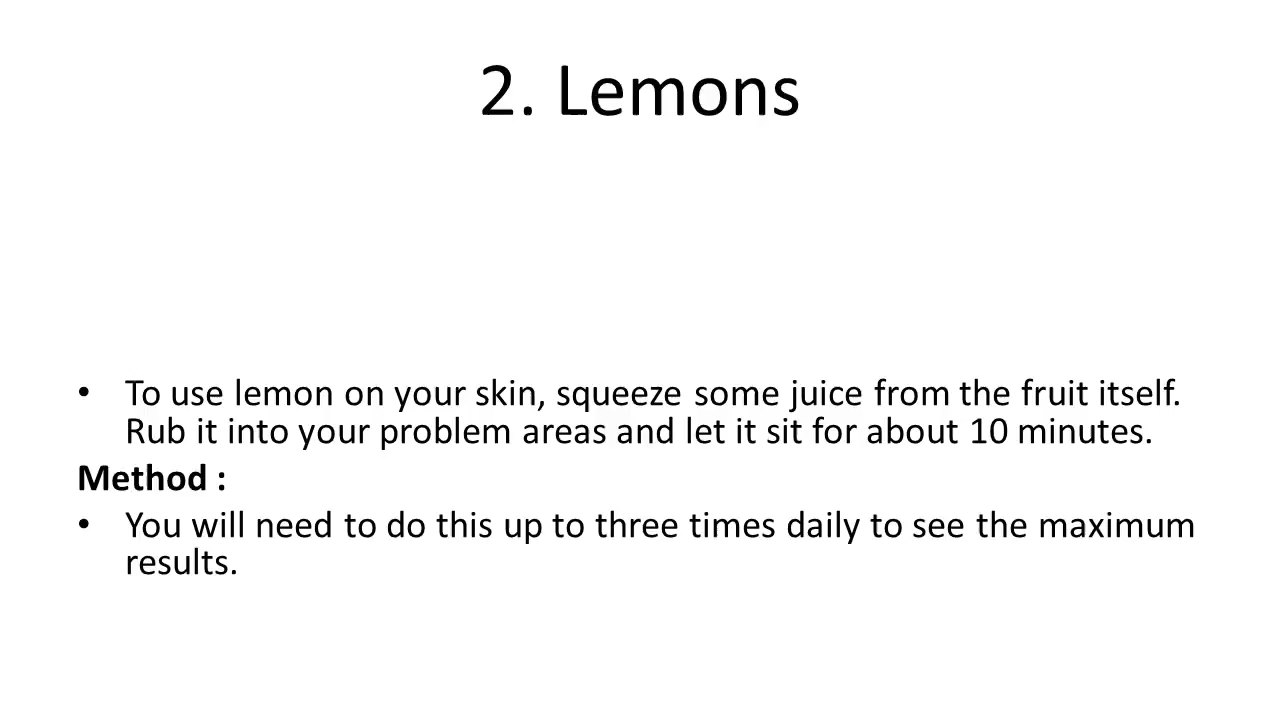 2. Lemons
• To use lemon on your skin, squeeze some juice from the fruit itself.
Rub it into your problem areas and let it sit for about 10 minutes.
Method :
• You will need to do this up to three times daily to see the maximum
results.